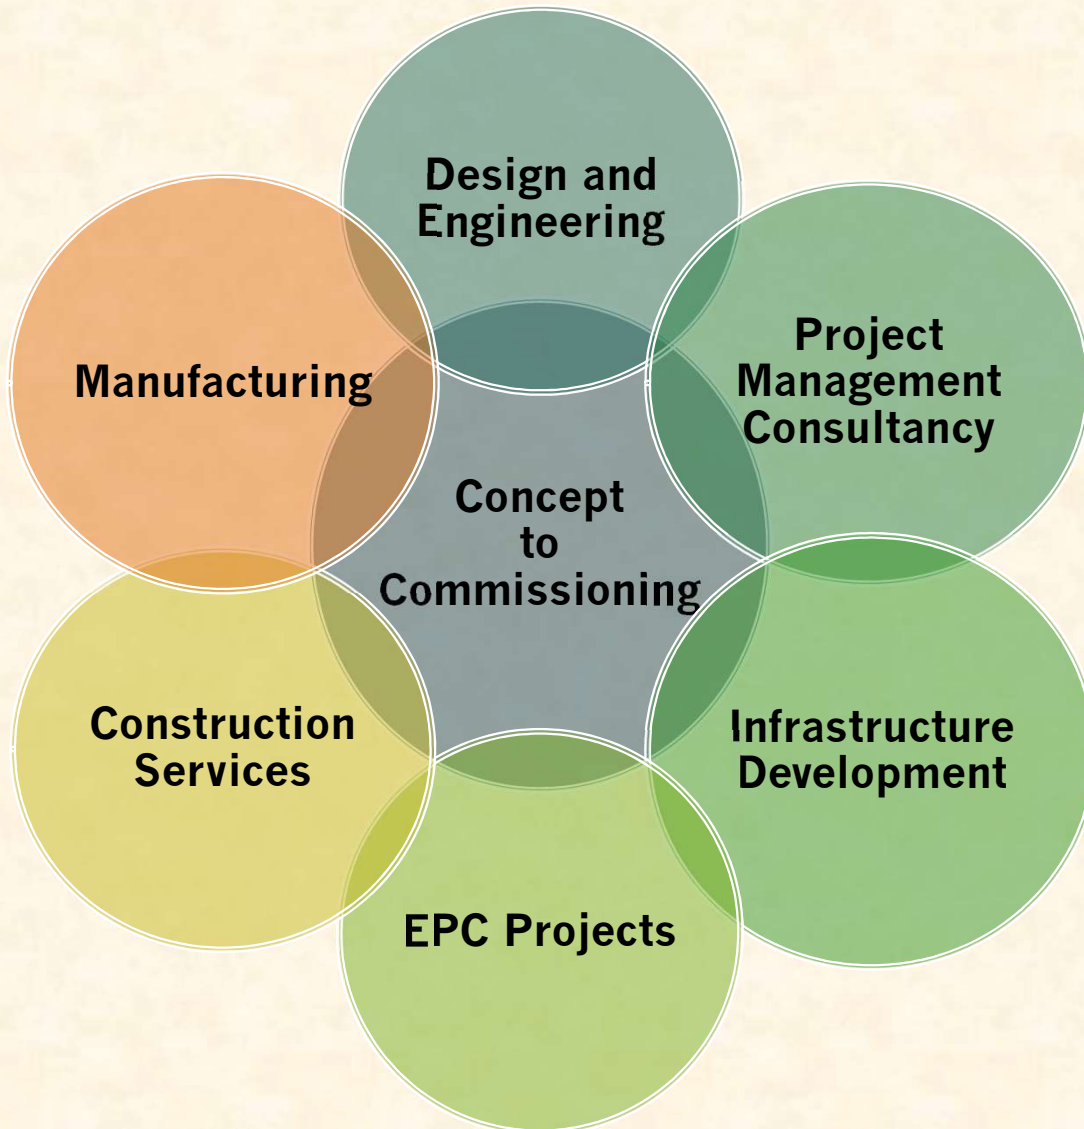 Design and
Engineering
Project
Management
Consultancy
Manufacturing
Concept
to
Commissioning
Construction
Services
Infrastructure
Development
EPC Projects